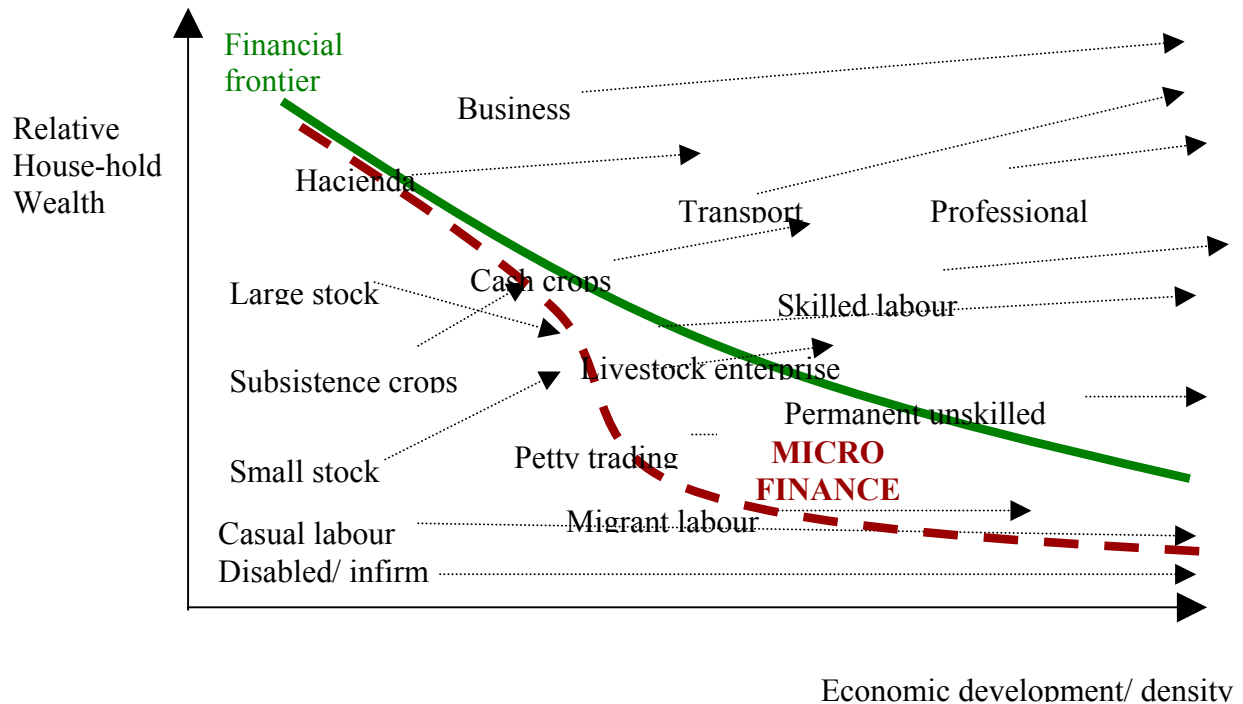 Financial
frontier
Business
Relative
House-hold
Wealth
Hacienda
Transport
Professional
Cash crops
Large stock
Skilled labour
Livestock enterprise
Subsistence crops
Permanent unskilled
MICRO
FINANCE
Petty trading
Small stock
Migrant labour
Casual labour
Disabled/ infirm
Economic development/ density